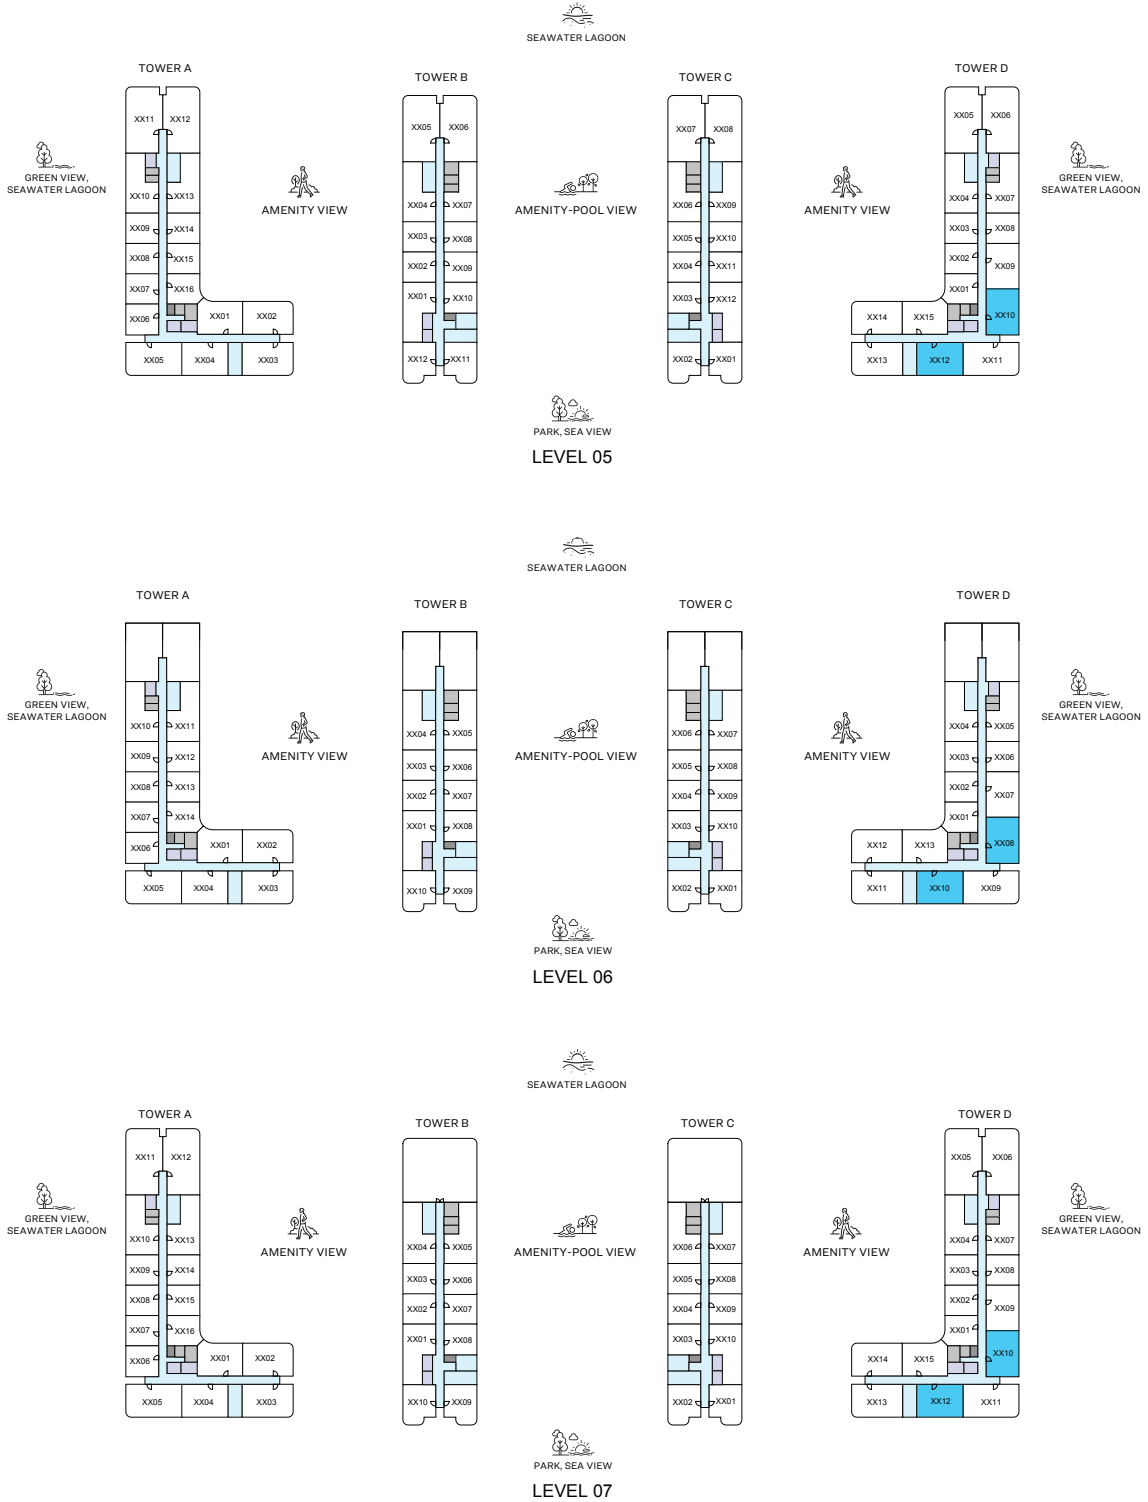 SEAWATER LAGOON
TOWER A
TOWER B
TOWER C
TOWER D
XX11 XX12
XX05 XX06
XX07 XX08
XX05 XX06
GREEN VIEW,
SEAWATER LAGOON
AMENITY VIEW
AMENITY-POOL VIEW
AMENITY VIEW
GREEN VIEW,
SEAWATER LAGOON
XX10 XX13
XX04 XX07
XX06 XX09
XX04 XX07
XX09 XX14
XX03 XX08
XX05 XX10
XX03 XX08
XX08 XX15
XX02 XX09
XX04 XX11
XX02 XX09
XX07 XX16
XX01 XX10
XX03 XX12
XX01
XX06 XX01 XX02
XX14 XX15 XX10
XX05 XX04 XX03
XX12 XX11
XX02 XX01
XX13 XX12 XX11
PARK, SEA VIEW
LEVEL 05
SEAWATER LAGOON
TOWER A
TOWER B
TOWER C
TOWER D
GREEN VIEW,
SEAWATER LAGOON
AMENITY VIEW
AMENITY-POOL VIEW
AMENITY VIEW
GREEN VIEW,
SEAWATER LAGOON
XX10 XX11
XX04 XX05
XX06 XX07
XX04 XX05
XX09 XX12
XX03 XX06
XX05 XX08
XX03 XX06
XX08 XX13
XX02 XX07
XX04 XX09
XX02 XX07
XX07 XX14
XX01 XX08
XX03 XX10
XX01
XX06 XX01 XX02
XX12 XX13 XX08
XX05 XX04 XX03
XX10 XX09
XX02 XX01
XX11 XX10 XX09
PARK, SEA VIEW
LEVEL 06
SEAWATER LAGOON
TOWER A
TOWER B
TOWER C
TOWER D
XX11 XX12
XX05 XX06
GREEN VIEW,
SEAWATER LAGOON
AMENITY VIEW
AMENITY-POOL VIEW
AMENITY VIEW
GREEN VIEW,
SEAWATER LAGOON
XX10 XX13
XX04 XX05
XX06 XX07
XX04 XX07
XX09 XX14
XX03 XX06
XX05 XX08
XX03 XX08
XX08 XX15
XX02 XX07
XX04 XX09
XX02 XX09
XX07 XX16
XX01 XX08
XX03 XX10
XX01
XX06 XX01 XX02
XX14 XX15 XX10
XX05 XX04 XX03
XX10 XX09
XX02 XX01
XX13 XX12 XX11
PARK, SEA VIEW
LEVEL 07